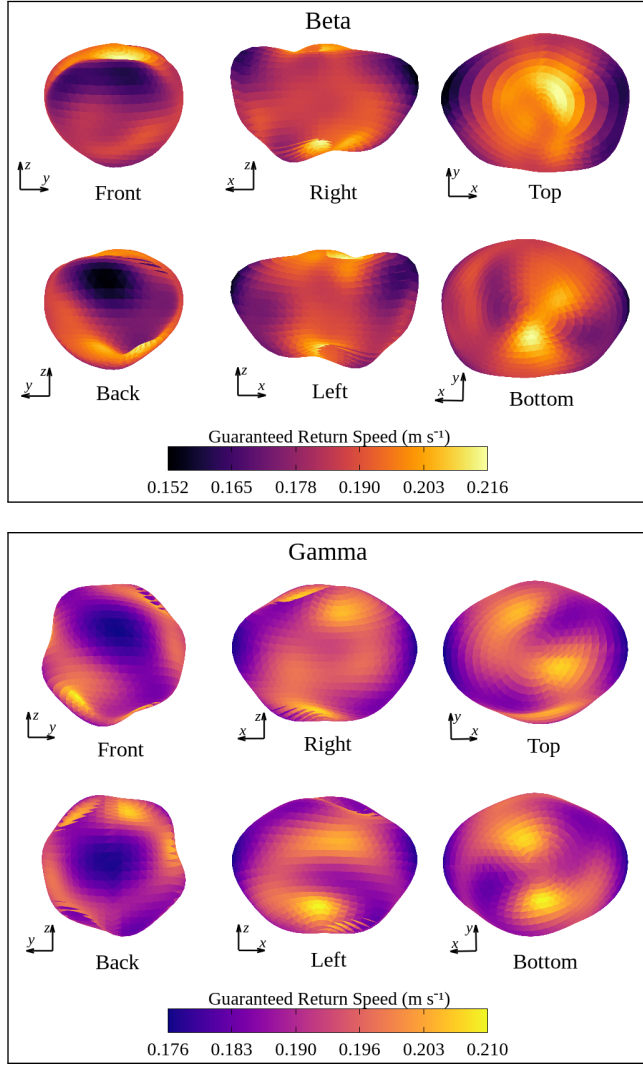 Beta
z
y
Front
z
x
Right
y
x
Top
z
y
Back
z
x
Left
y
x
Bottom
Guaranteed Return Speed (m s⁻¹)
0.152 0.165 0.178 0.190 0.203 0.216
Gamma
z
y
Front
z
x
Right
y
x
Top
z
y
Back
z
x
Left
y
x
Bottom
Guaranteed Return Speed (m s⁻¹)
0.176 0.183 0.190 0.196 0.203 0.210